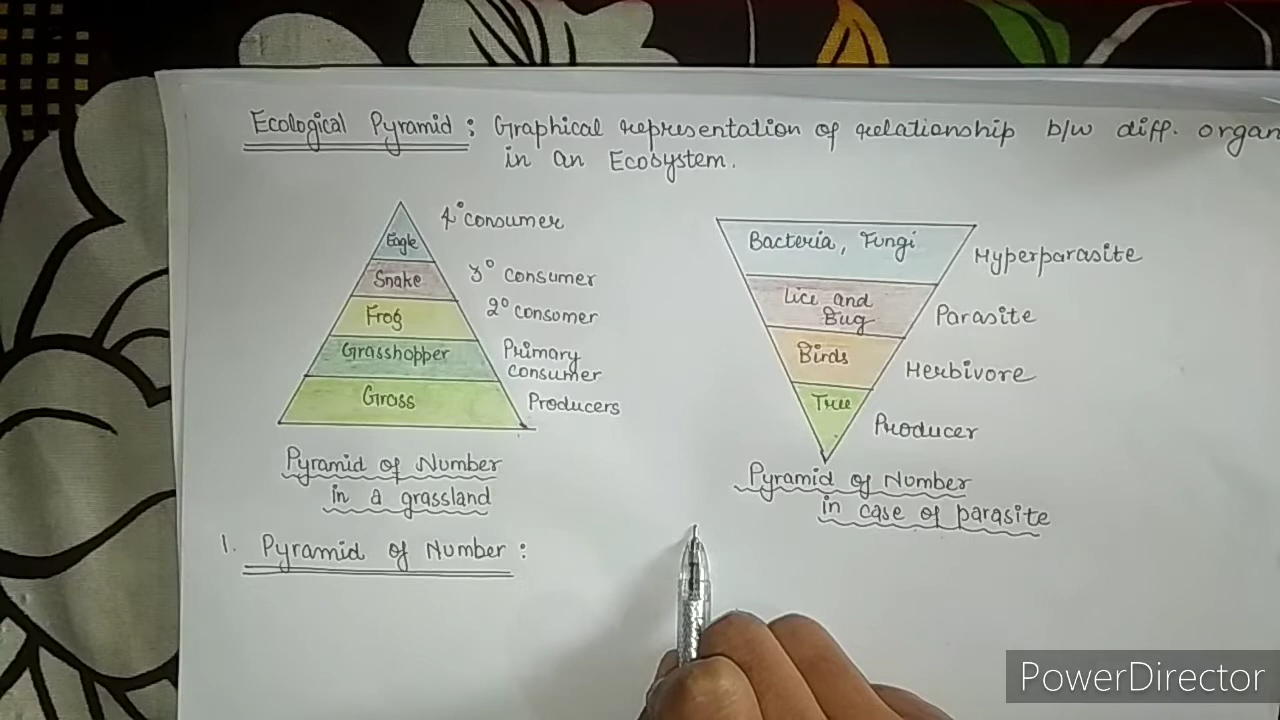 Ecological Pyramid : Graphical representation of relationship b/w diff. organ
in an Ecosystem.
Eagle
4° consumer
Snake
3° consumer
Frog
2° consomer
Grasshopper
Primary
consumer
Grass
Producers
Pyramid of Number
in a grassland
Bacteria, Fungi
Hyperparasite
Lice and
Bug
Parasite
Birds
Herbivore
Tree
Producer
Pyramid of Number
in case of parasite
1. Pyramid of Number :
PowerDirector